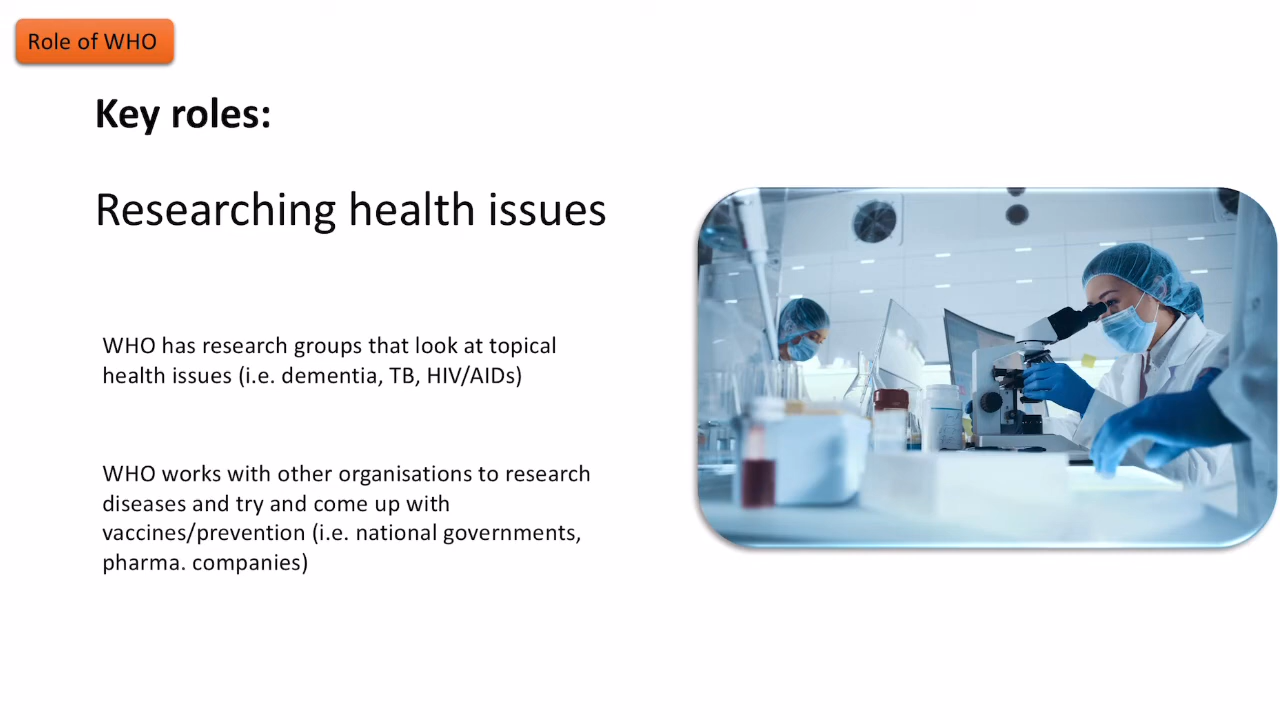 Role of WHO
Key roles:
Researching health issues
WHO has research groups that look at topical
health issues (i.e. dementia, TB, HIV/AIDs)
WHO works with other organisations to research
diseases and try and come up with
vaccines/prevention (i.e. national governments,
pharma. companies)